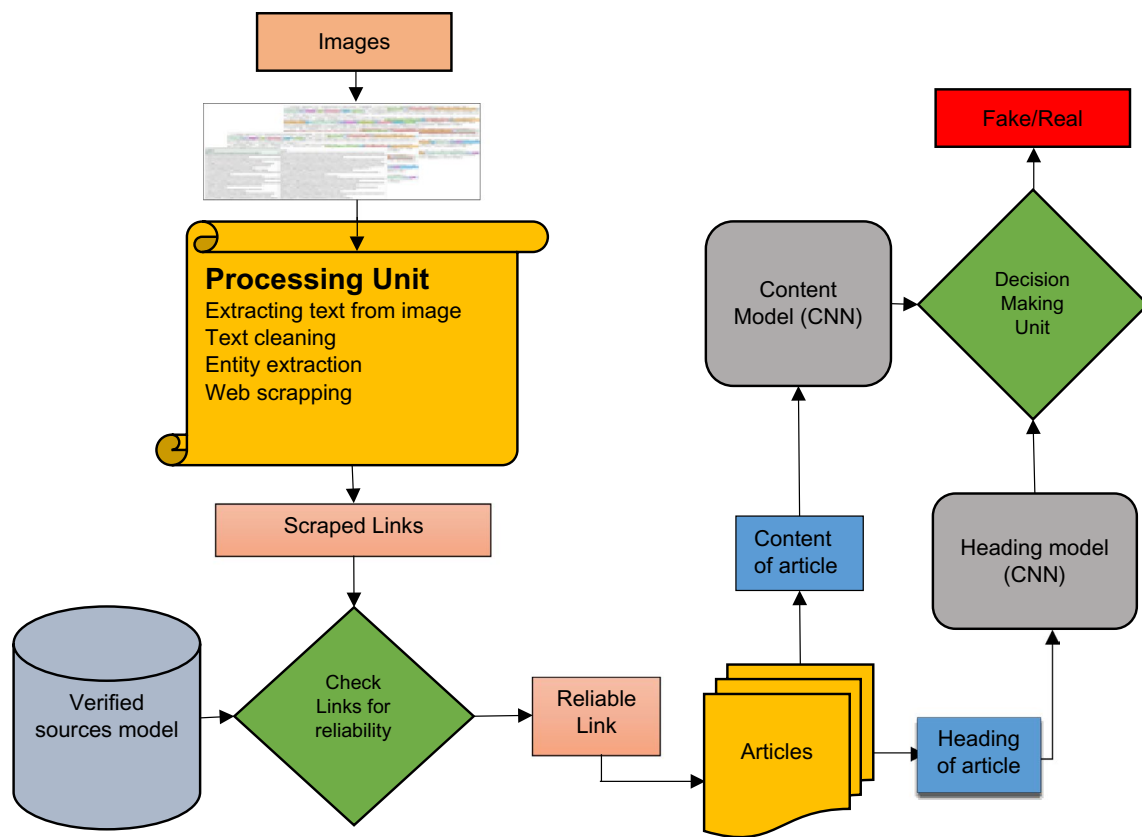 Images
Processing Unit
Extracting text from image
Text cleaning
Entity extraction
Web scrapping
Scraped Links
Verified
sources model
Check
Links for
reliability
Reliable
Link
Articles
Content
of article
Heading
of article
Content
Model (CNN)
Heading model
(CNN)
Decision
Making
Unit
Fake/Real